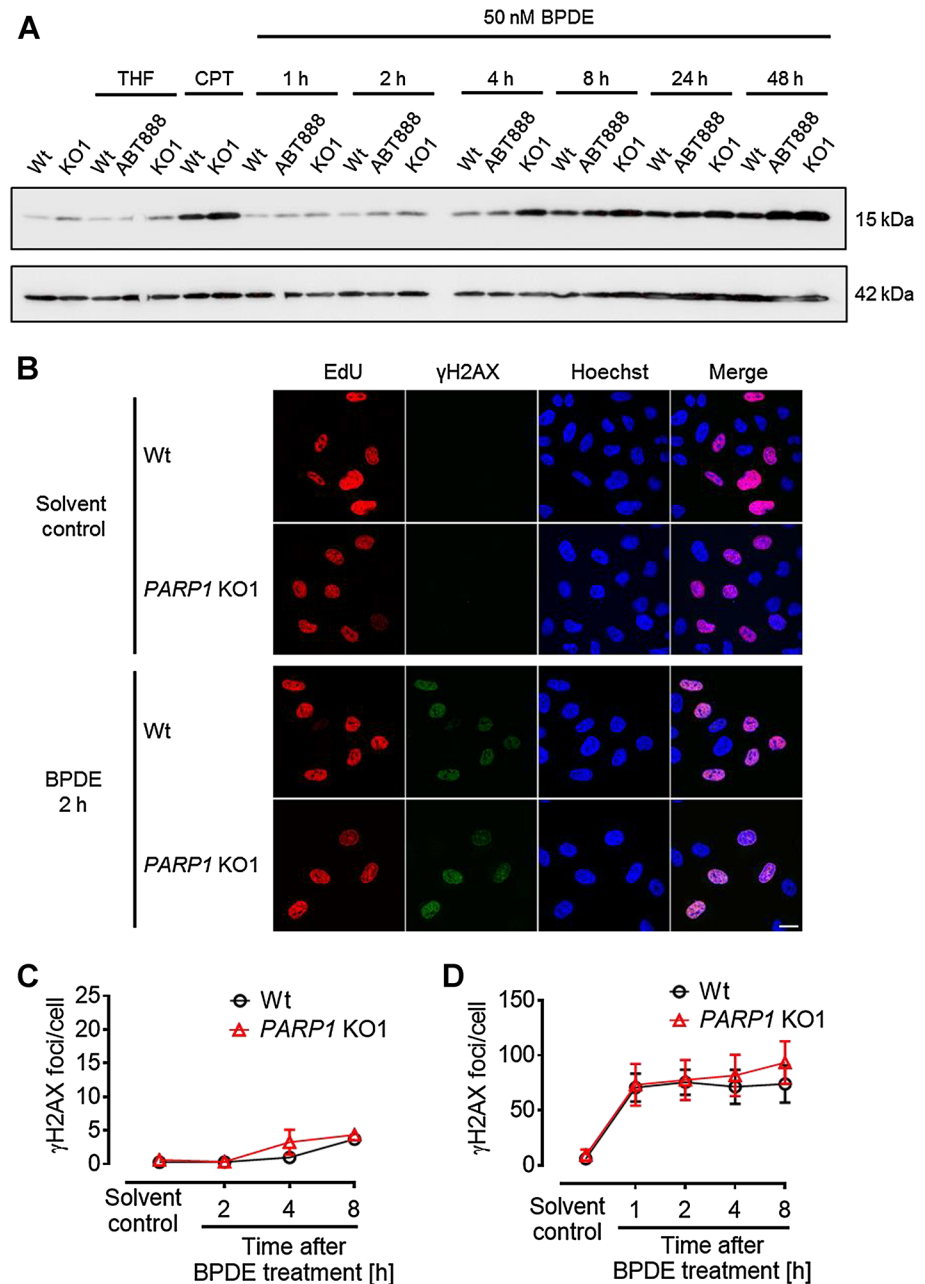 A
50 nM BPDE
THF CPT 1 h 2 h 4 h 8 h 24 h 48 h
Wt KO1 Wt ABT888 KO1 Wt KO1 Wt ABT888 KO1 Wt ABT888 KO1 Wt ABT888 KO1 Wt ABT888 KO1 Wt ABT888 KO1 Wt ABT888 KO1
15 kDa
42 kDa
B
EdU γH2AX Hoechst Merge
Solvent control
Wt
PARP1 KO1
BPDE 2 h
Wt
PARP1 KO1
C
γH2AX foci/cell
25
20
15
10
5
0
Wt
PARP1 KO1
Solvent control
2 4 8
Time after
BPDE treatment [h]
D
γH2AX foci/cell
150
100
50
0
Wt
PARP1 KO1
Solvent control
1 2 4 8
Time after
BPDE treatment [h]